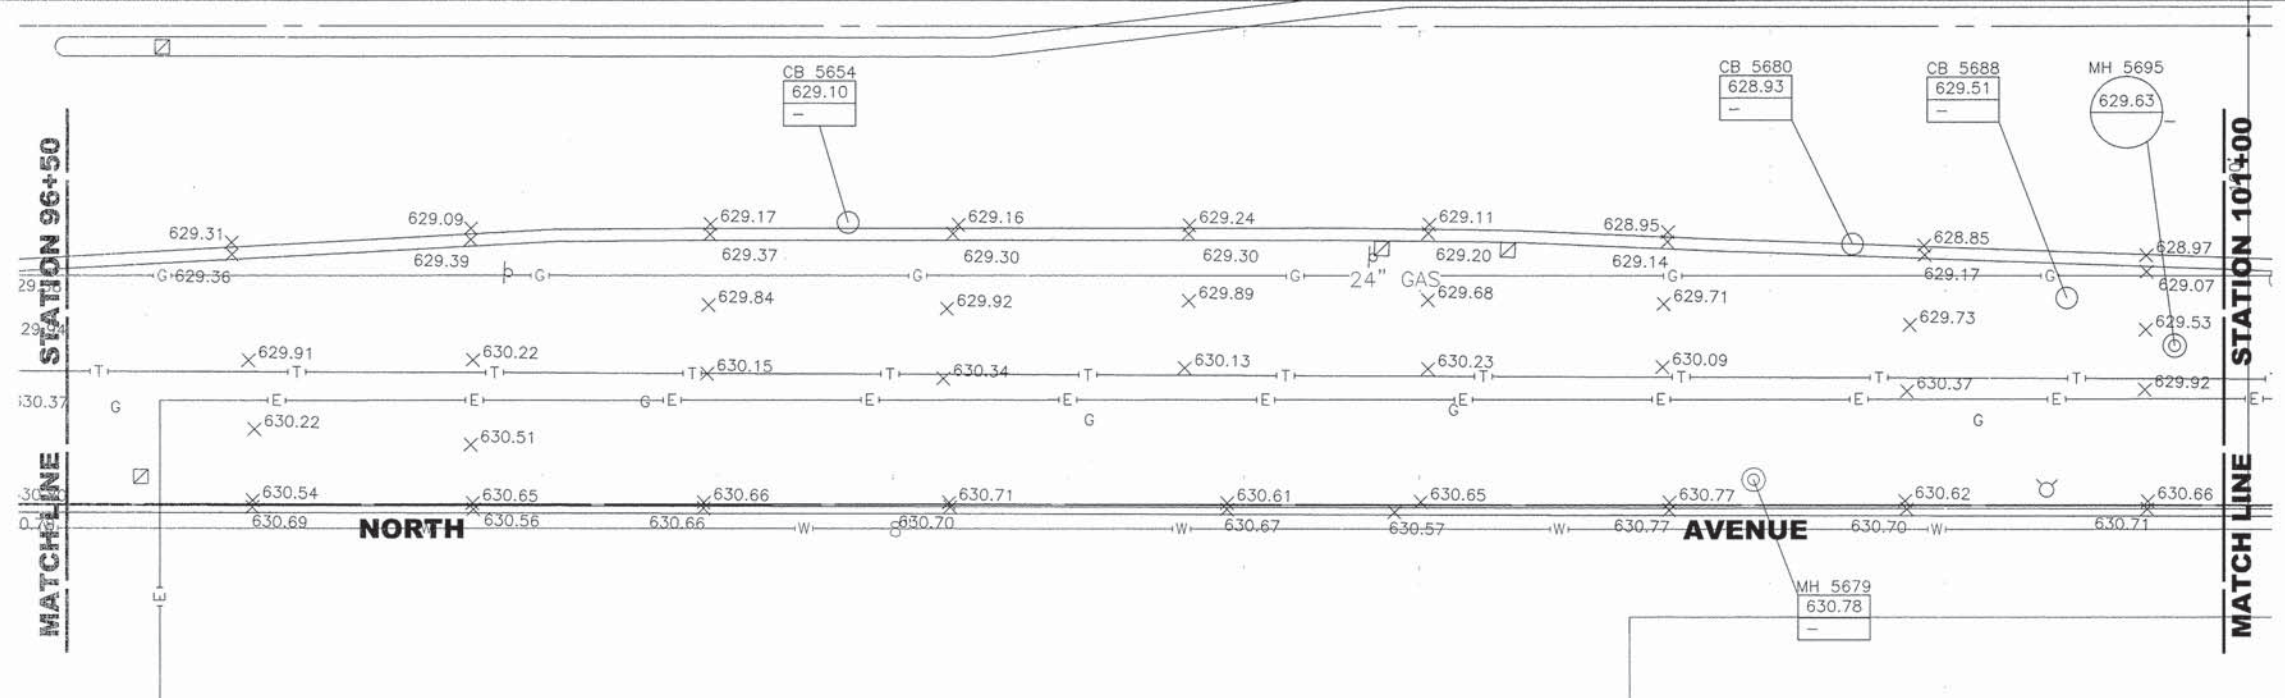 CB 5654
629.10
–
CB 5680
628.93
–
CB 5688
629.51
–
MH 5695
629.63
–
MATCH LINE STATION 96+50
MATCH LINE STATION 101+00
629.31
629.09
629.17
629.16
629.24
629.11
628.95
628.85
628.97
629.36
629.39
629.37
629.30
629.30
629.20
629.14
629.17
629.07
G
G
G
G
24" GAS
G
G
629.84
629.92
629.89
629.68
629.71
629.73
629.53
629.91
630.22
630.15
630.34
630.13
630.23
630.09
630.37
629.92
T
T
T
T
T
T
T
T
T
T
T
630.37
G
E
E
G
E
E
E
E
E
E
E
E
E
G
G
G
630.22
630.51
630.54
630.65
630.66
630.71
630.61
630.65
630.77
630.62
630.66
630.69
630.56
630.66
630.70
630.67
630.57
630.77
630.70
630.71
NORTH
AVENUE
W
W
W
W
W
E
MH 5679
630.78
–